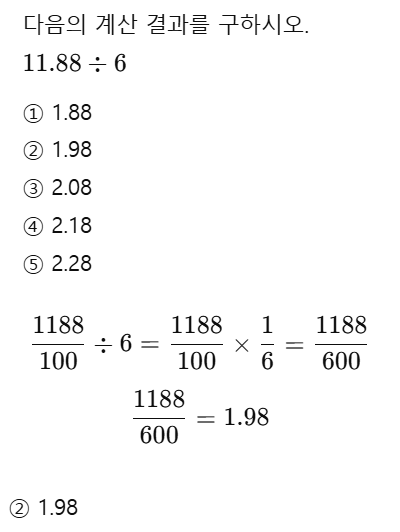 다음의 계산 결과를 구하시오.
11.88 ÷ 6
① 1.88
② 1.98
③ 2.08
④ 2.18
⑤ 2.28
1188/100 ÷ 6 = 1188/100 × 1/6 = 1188/600
1188/600 = 1.98
② 1.98